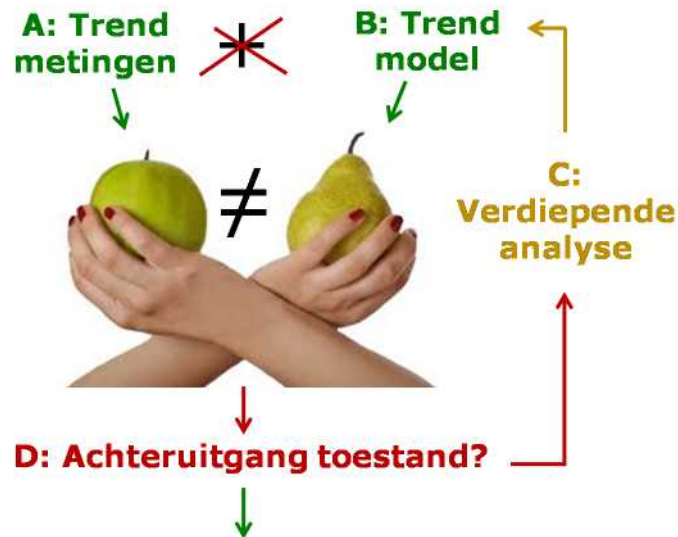 A: Trend
metingen
+
B: Trend
model
≠
C:
Verdiepende
analyse
D: Achteruitgang toestand?